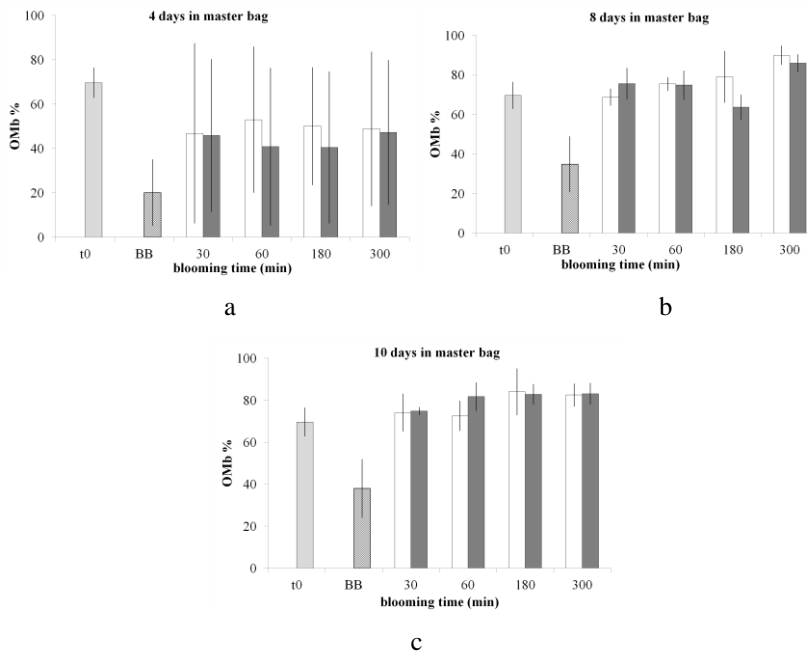 4 days in master bag
100
80
60
40
20
0
OMb %
t0 BB 30 60 180 300
blooming time (min)
a
8 days in master bag
100
80
60
40
20
0
OMb %
t0 BB 30 60 180 300
blooming time (min)
b
10 days in master bag
100
80
60
40
20
0
OMb %
t0 BB 30 60 180 300
blooming time (min)
c